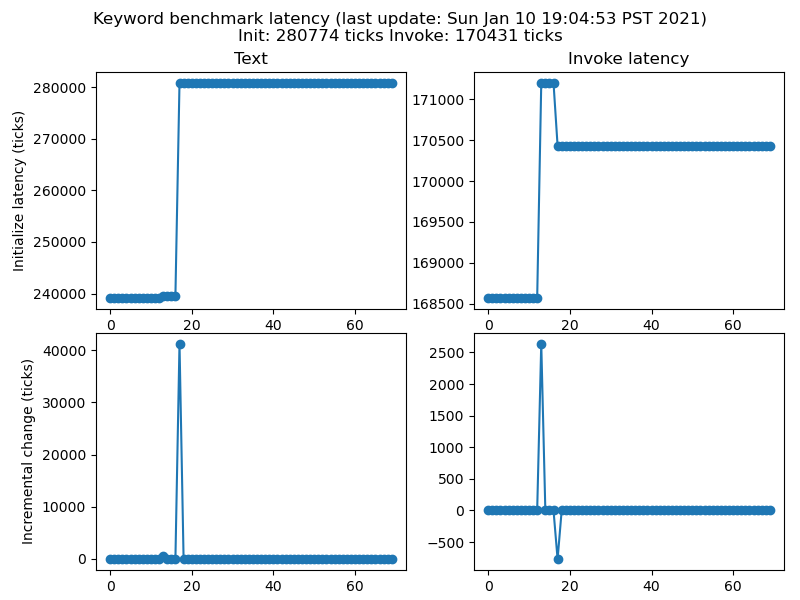 Keyword benchmark latency (last update: Sun Jan 10 19:04:53 PST 2021)
Init: 280774 ticks Invoke: 170431 ticks
Text
Invoke latency
Initialize latency (ticks)
280000
270000
260000
250000
240000
0 20 40 60
171000
170500
170000
169500
169000
168500
0 20 40 60
Incremental change (ticks)
40000
30000
20000
10000
0
0 20 40 60
2500
2000
1500
1000
500
0
−500
0 20 40 60